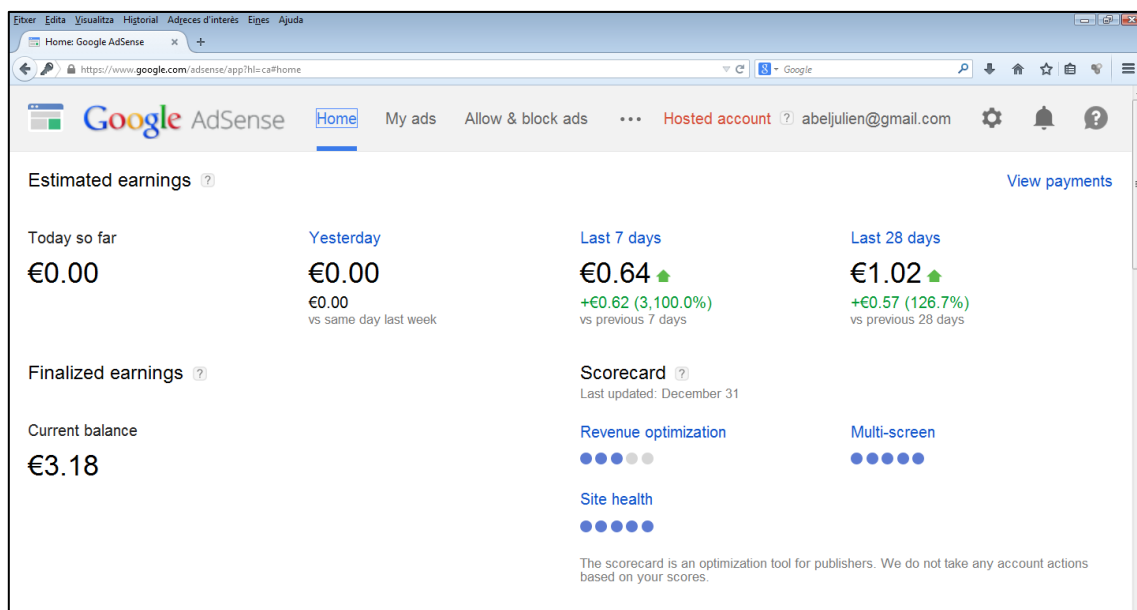 Fitxer Edita Visualitza Historial Adreces d'interès Eines Ajuda
Home: Google AdSense × +
https://www.google.com/adsense/app?hl=ca#home 8 Google
Google AdSense Home My ads Allow & block ads ••• Hosted account ? abeljulien@gmail.com ?
Estimated earnings ? View payments
Today so far Yesterday Last 7 days Last 28 days
€0.00 €0.00 €0.64 €1.02
€0.00 +€0.62 (3,100.0%) +€0.57 (126.7%)
vs same day last week vs previous 7 days vs previous 28 days
Finalized earnings ? Scorecard ?
Last updated: December 31
Current balance Revenue optimization Multi-screen
€3.18
Site health
The scorecard is an optimization tool for publishers. We do not take any account actions
based on your scores.